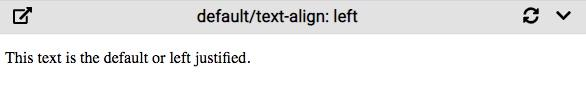 default/text-align: left
This text is the default or left justified.